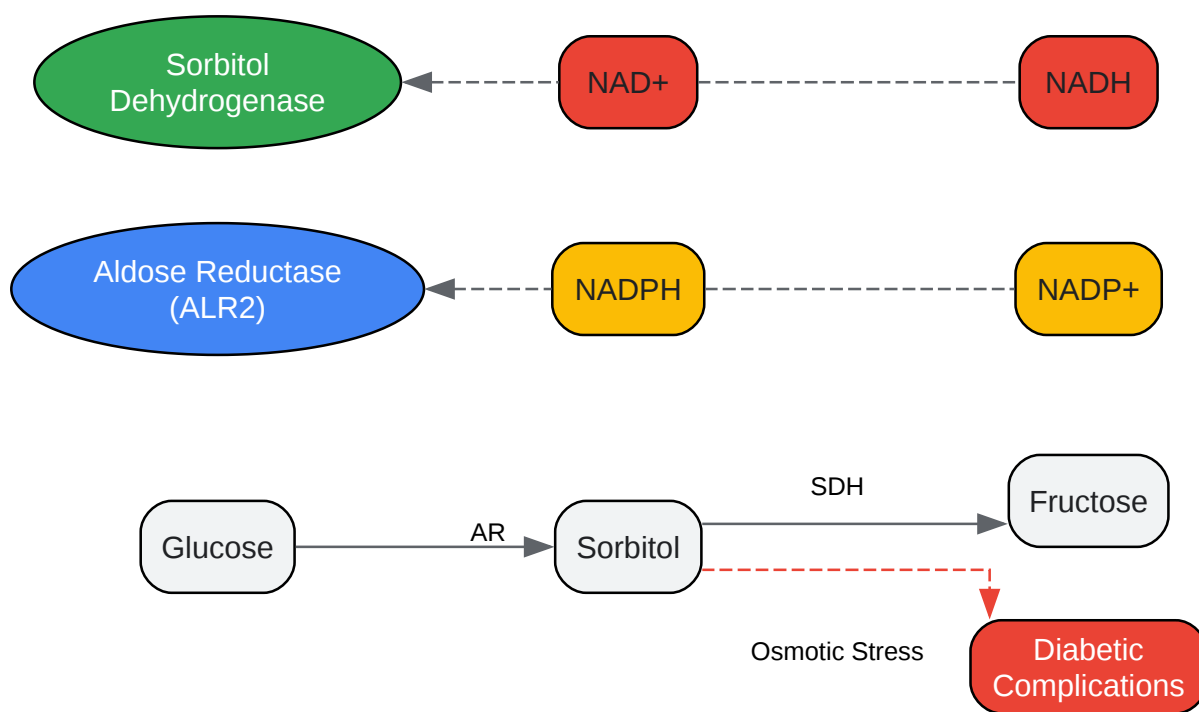 Sorbitol
Dehydrogenase
NAD+
NADH
Aldose Reductase
(ALR2)
NADPH
NADP+
Glucose
AR
Sorbitol
SDH
Fructose
Osmotic Stress
Diabetic
Complications